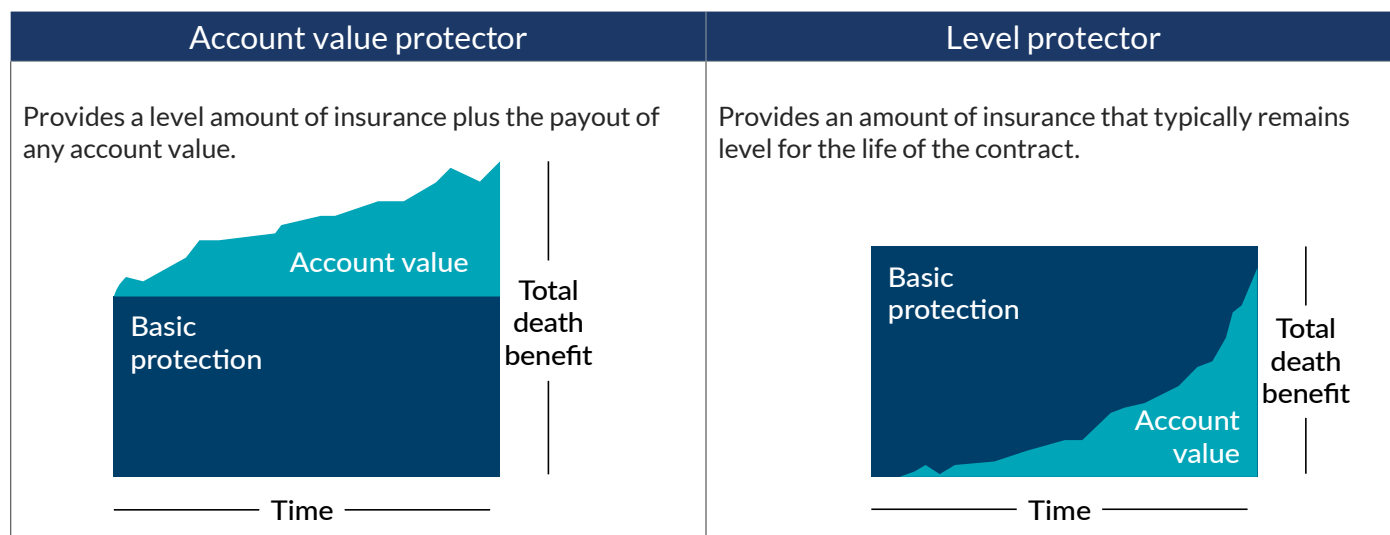 Account value protector
Provides a level amount of insurance plus the payout of
any account value.
Account value
Basic
protection
Total
death
benefit
Time
Level protector
Provides an amount of insurance that typically remains
level for the life of the contract.
Basic
protection
Account
value
Total
death
benefit
Time